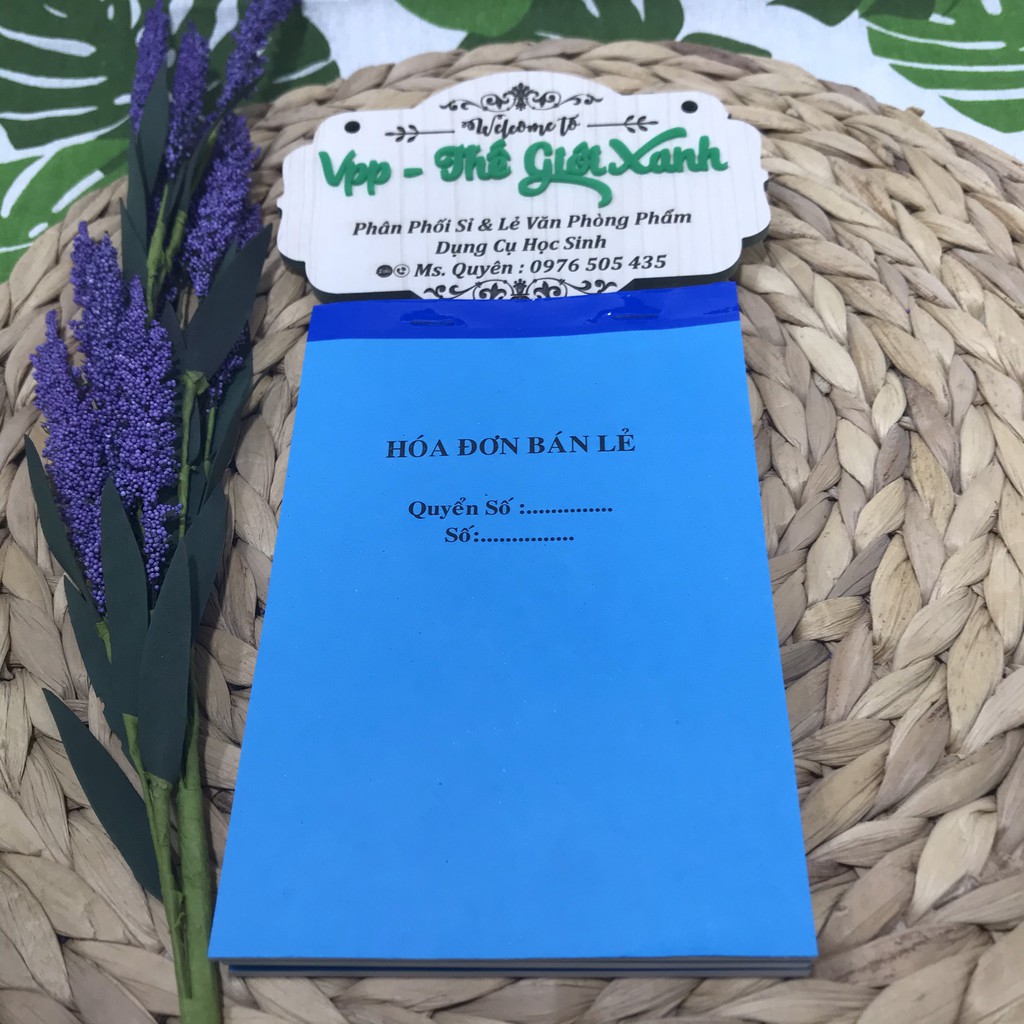 Welcome to
Vpp - Thế Giới Xanh
Phân Phối Sỉ & Lẻ Văn Phòng Phẩm
Dụng Cụ Học Sinh
Ms. Quyên : 0976 505 435
HÓA ĐƠN BÁN LẺ
Quyển Số :..............
Số:...............